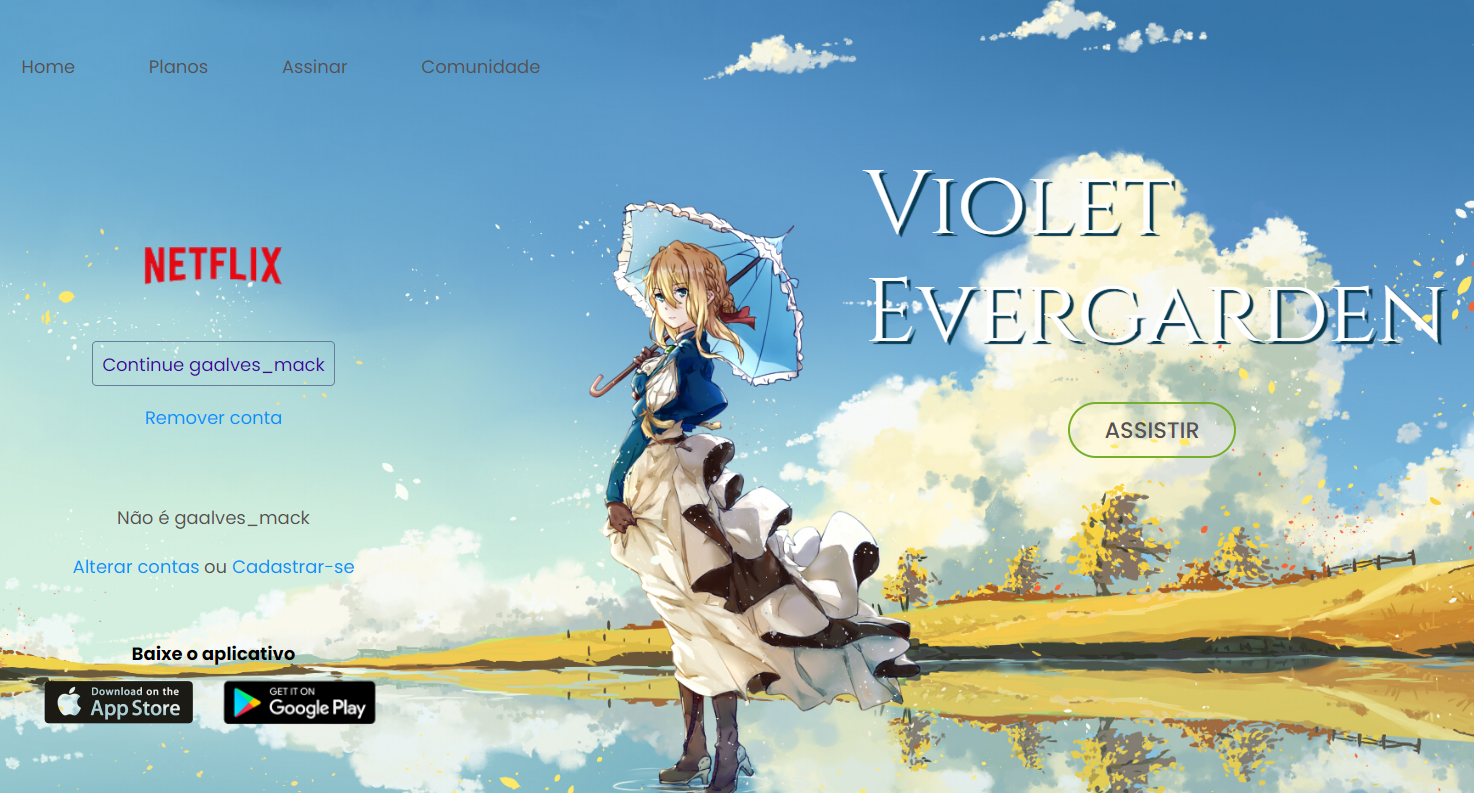 Home Planos Assinar Comunidade
NETFLIX
Continue gaalves_mack
Remover conta
Não é gaalves_mack
Alterar contas ou Cadastrar-se
Baixe o aplicativo
Download on the
App Store
GET IT ON
Google Play
VIOLET
EVERGARDEN
ASSISTIR